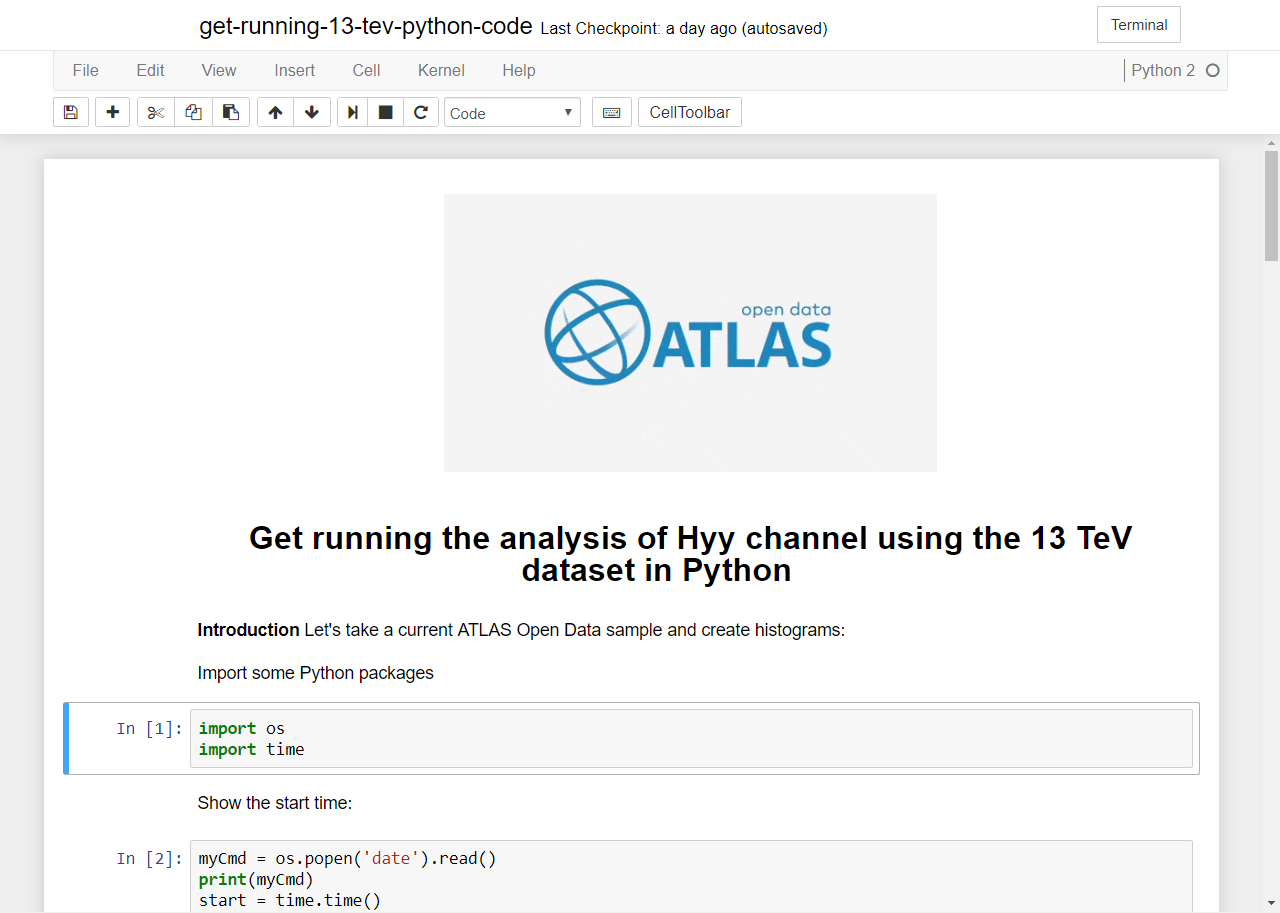 get-running-13-tev-python-code Last Checkpoint: a day ago (autosaved)
Terminal
File Edit View Insert Cell Kernel Help
Python 2
Code
CellToolbar
open data
ATLAS
Get running the analysis of Hyy channel using the 13 TeV
dataset in Python
Introduction Let's take a current ATLAS Open Data sample and create histograms:
Import some Python packages
In [1]: import os
import time
Show the start time:
In [2]: myCmd = os.popen('date').read()
print(myCmd)
start = time.time()